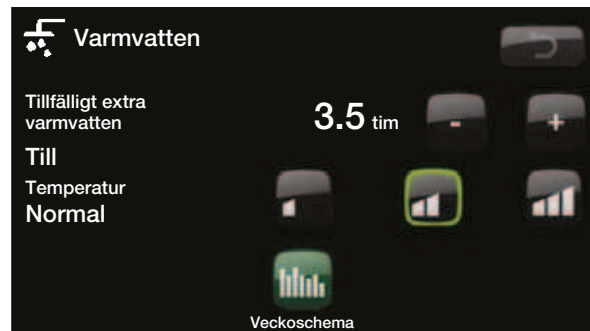 Varmvatten
Tillfälligt extra
varmvatten
3.5 tim
-
+
Till
Temperatur
Normal
Veckoschema